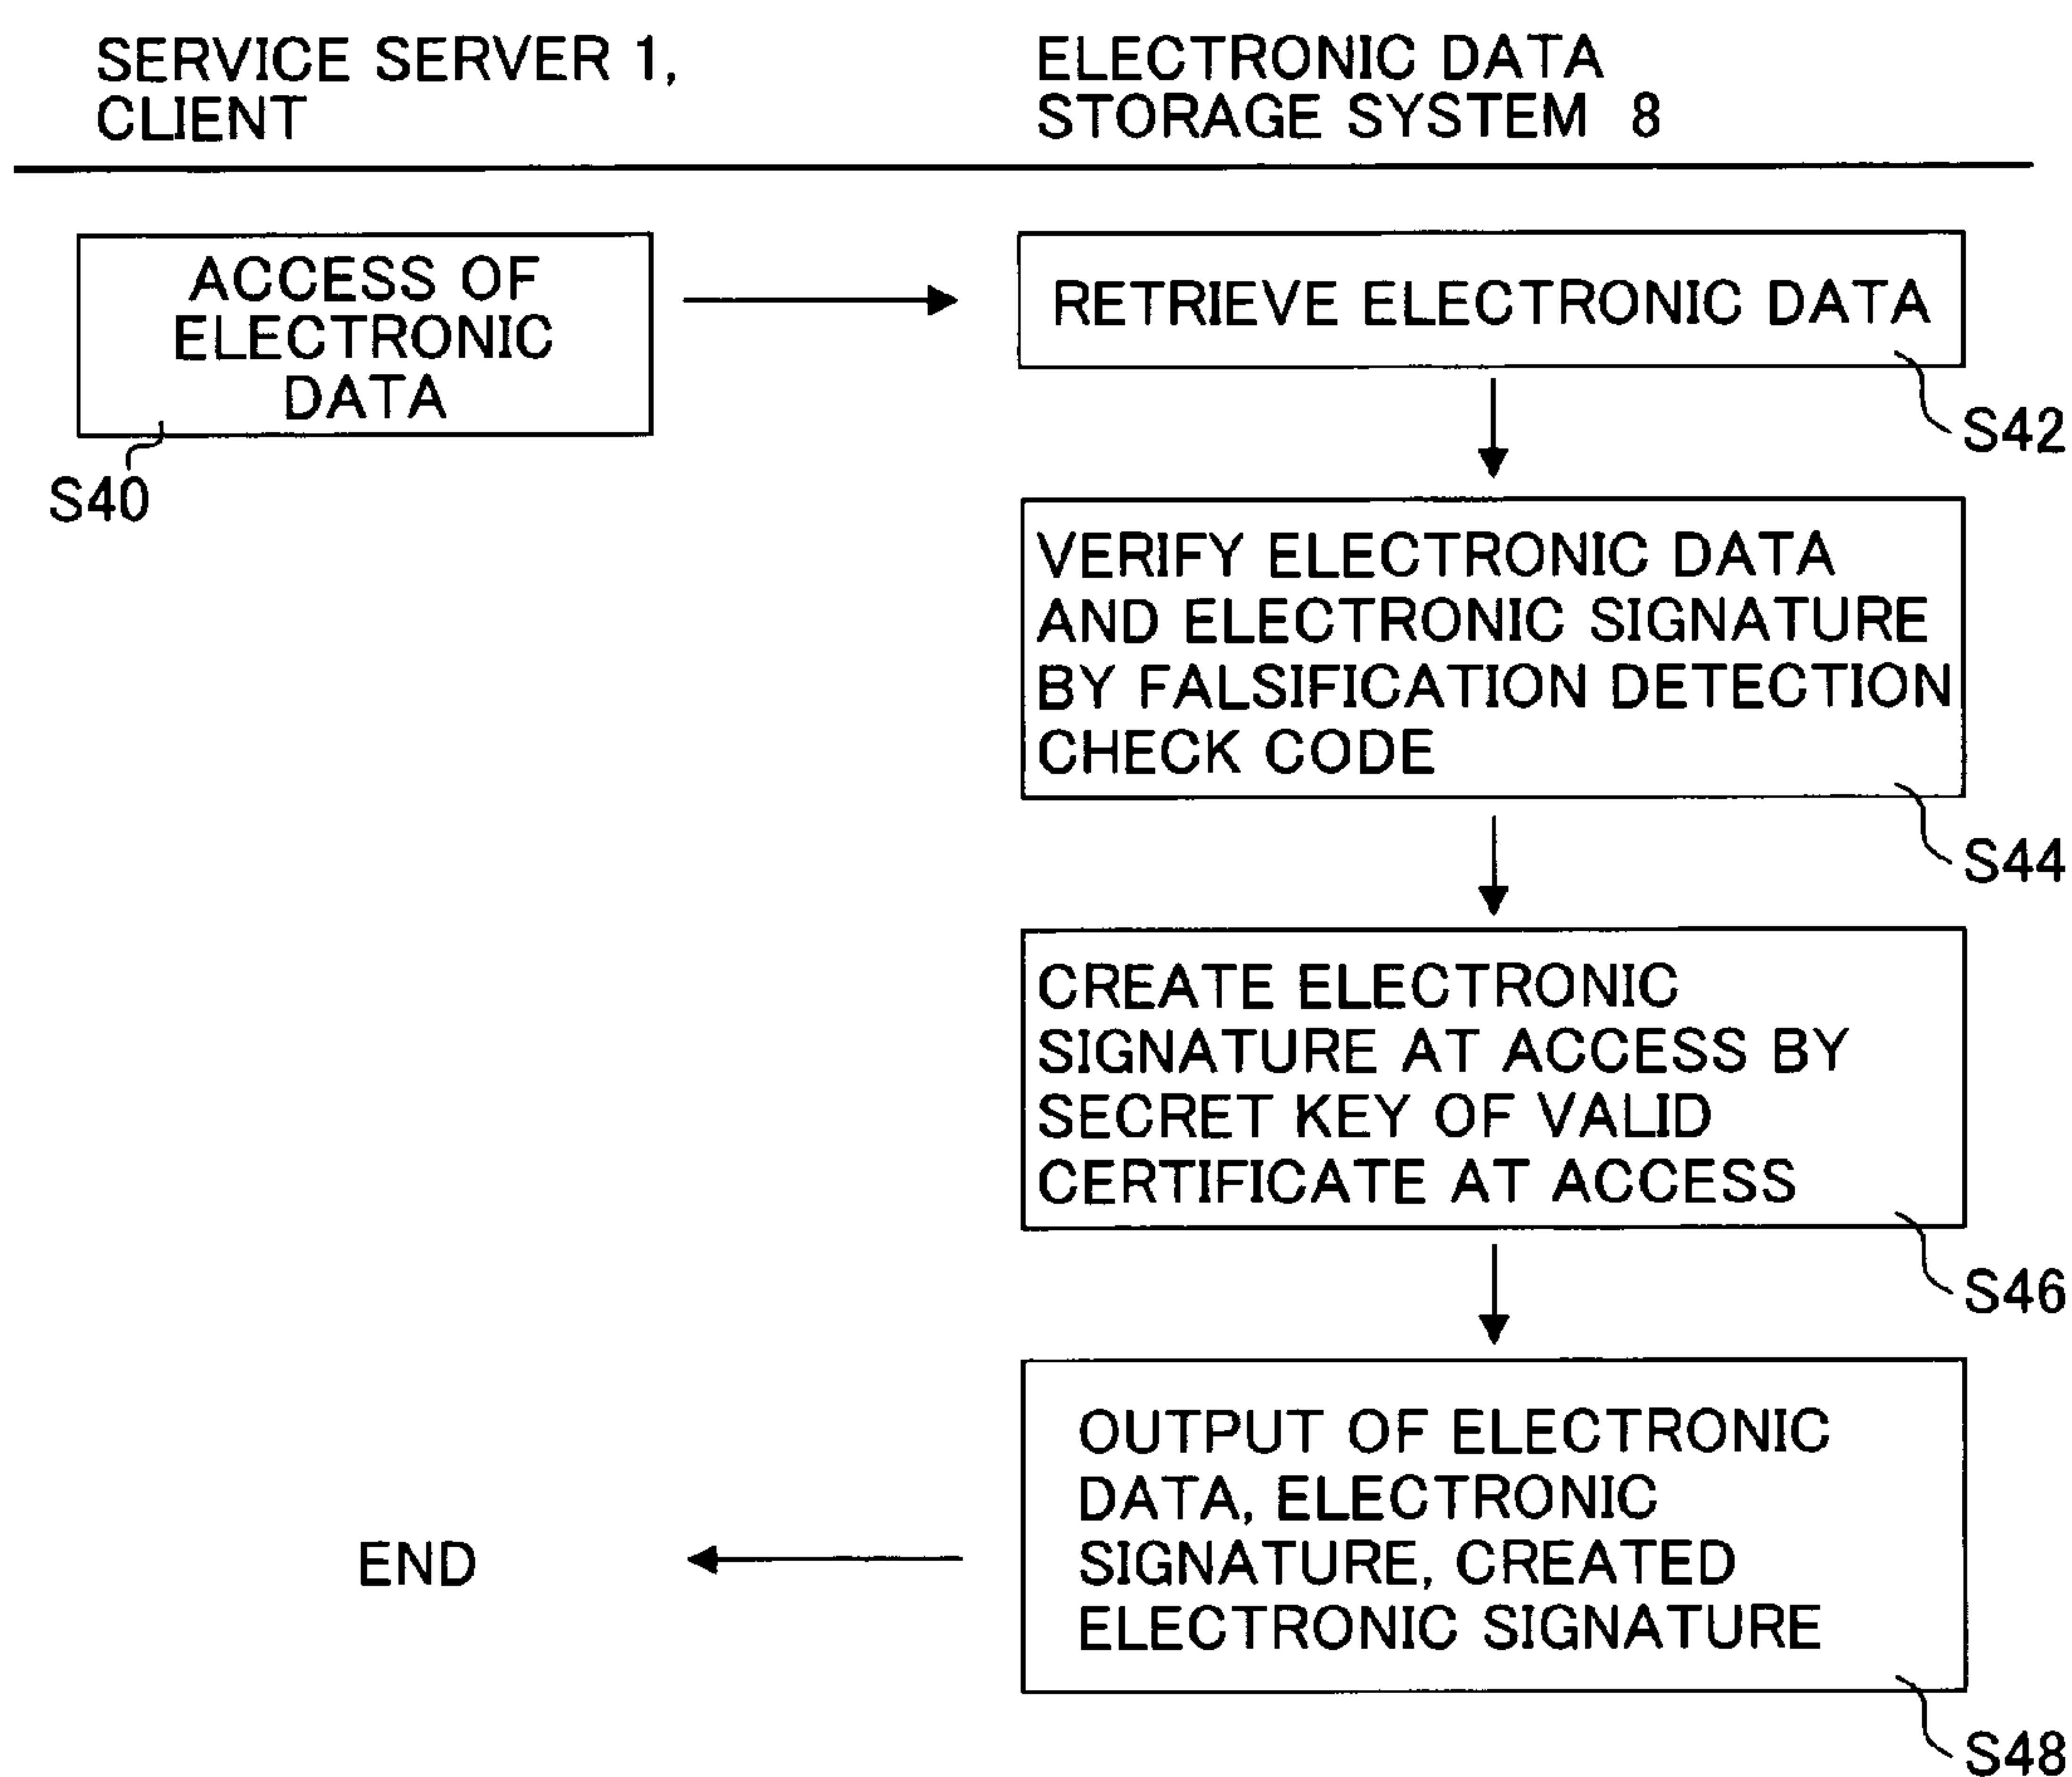 SERVICE SERVER 1,
CLIENT
ELECTRONIC DATA
STORAGE SYSTEM 8
ACCESS OF
ELECTRONIC
DATA
S40
RETRIEVE ELECTRONIC DATA
S42
VERIFY ELECTRONIC DATA
AND ELECTRONIC SIGNATURE
BY FALSIFICATION DETECTION
CHECK CODE
S44
CREATE ELECTRONIC
SIGNATURE AT ACCESS BY
SECRET KEY OF VALID
CERTIFICATE AT ACCESS
S46
OUTPUT OF ELECTRONIC
DATA, ELECTRONIC
SIGNATURE, CREATED
ELECTRONIC SIGNATURE
S48
END